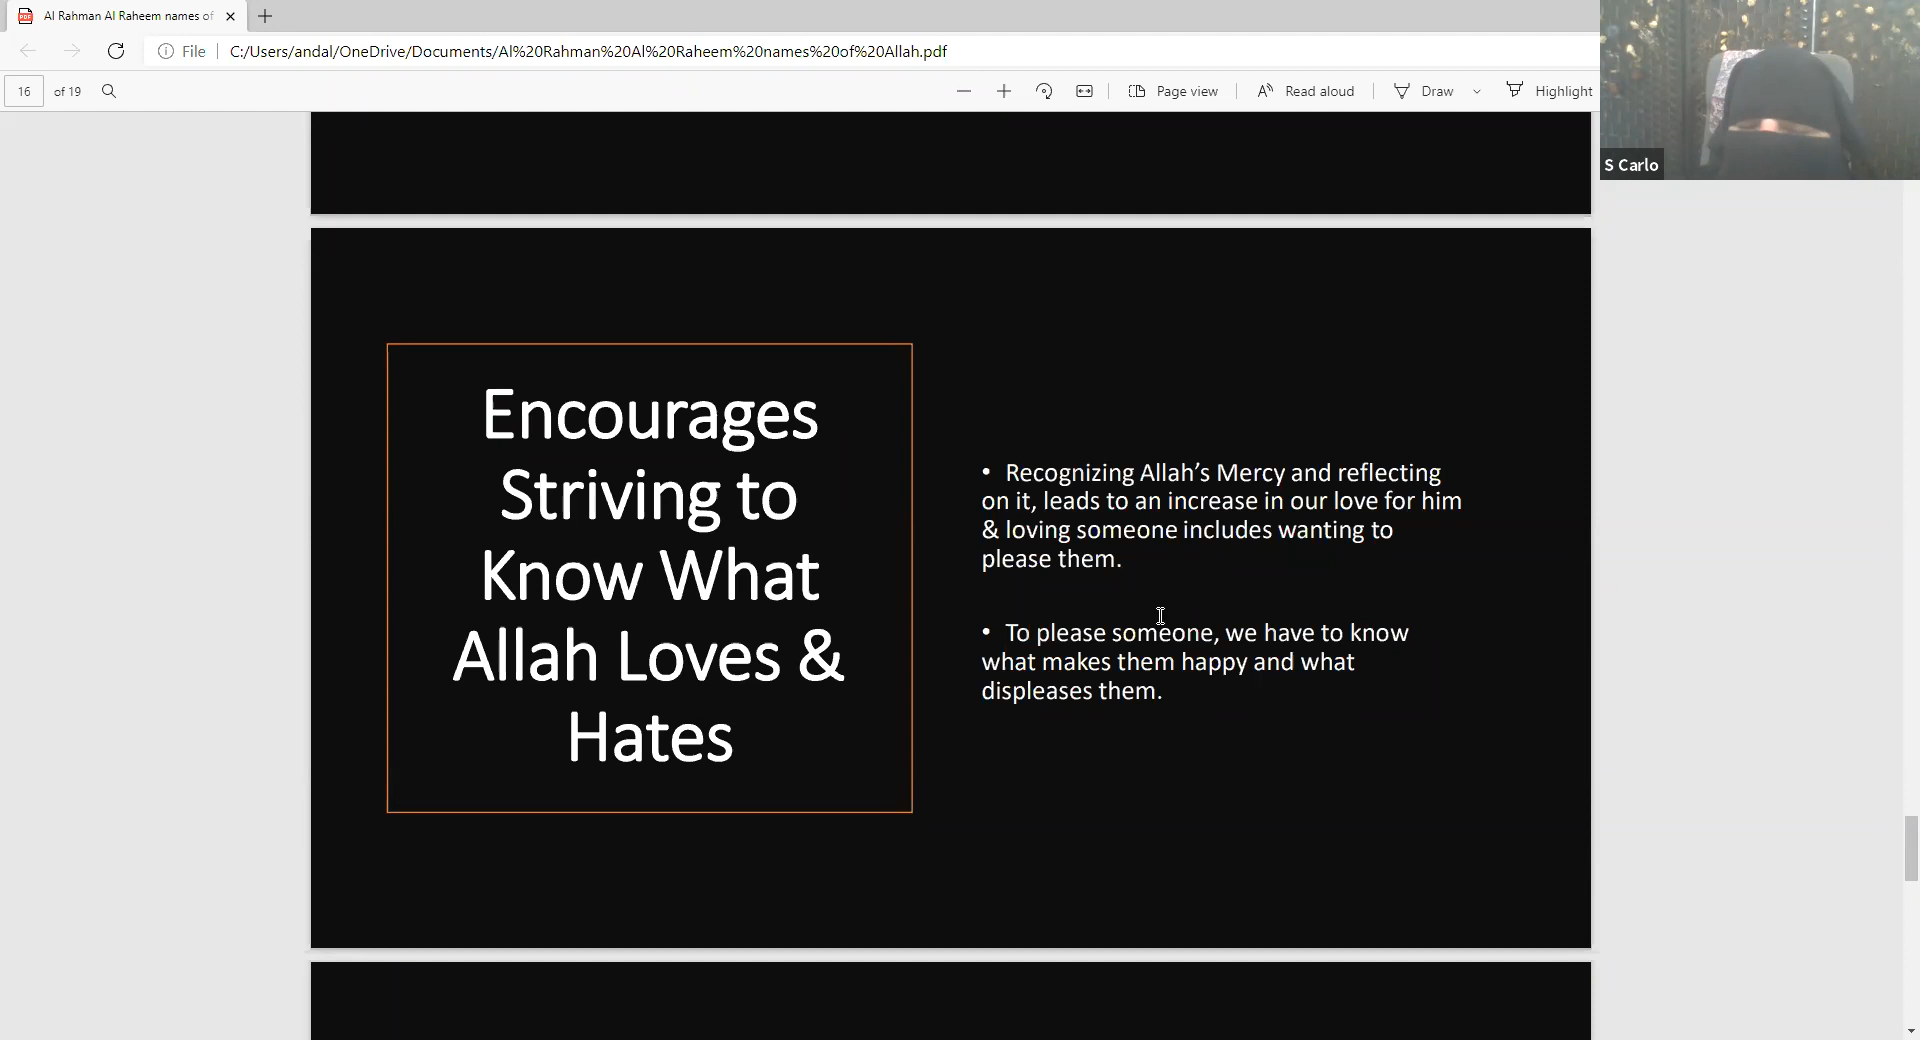 Al Rahman Al Raheem names of
File
C:/Users/andal/OneDrive/Documents/Al%20Rahman%20Al%20Raheem%20names%20of%20Allah.pdf
16 of 19
Page view
Read aloud
Draw
Highlight
S Carlo
Encourages
Striving to
Know What
Allah Loves &
Hates
• Recognizing Allah’s Mercy and reflecting
on it, leads to an increase in our love for him
& loving someone includes wanting to
please them.
• To please someone, we have to know
what makes them happy and what
displeases them.